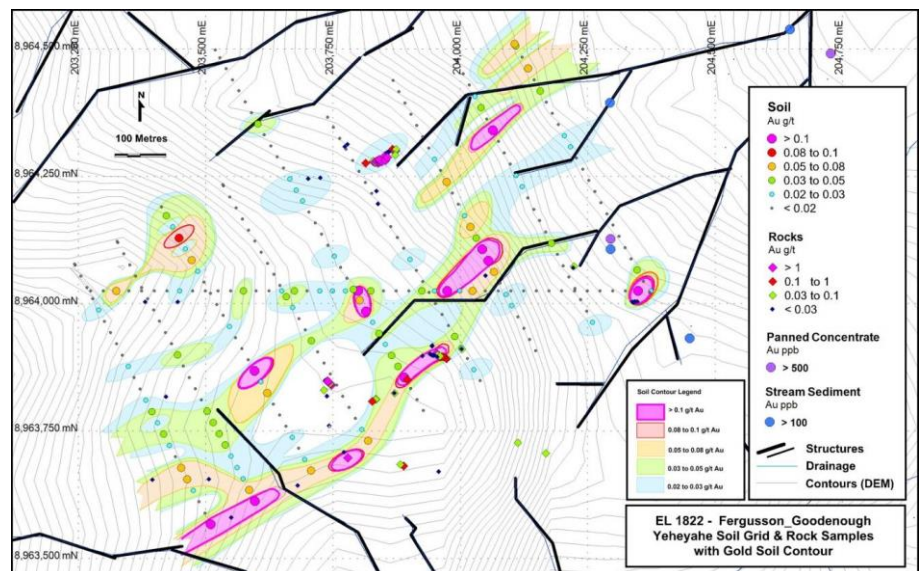 203,250 mE
203,500 mE
203,750 mE
204,000 mE
204,250 mE
204,500 mE
204,750 mE
8,964,500 mN
8,964,250 mN
8,964,000 mN
8,963,750 mN
8,963,500 mN
N
100 Metres
Soil
Au g/t
> 0.1
0.08 to 0.1
0.05 to 0.08
0.03 to 0.05
0.02 to 0.03
< 0.02
Rocks
Au g/t
> 1
0.1 to 1
0.03 to 0.1
< 0.03
Panned Concentrate
Au ppb
> 500
Stream Sediment
Au ppb
> 100
Structures
Drainage
Contours (DEM)
Soil Contour Legend
> 0.1 g/t Au
0.08 to 0.1 g/t Au
0.05 to 0.08 g/t Au
0.03 to 0.05 g/t Au
0.02 to 0.03 g/t Au
EL 1822 - Fergusson_Goodenough
Yeheyahe Soil Grid & Rock Samples
with Gold Soil Contour